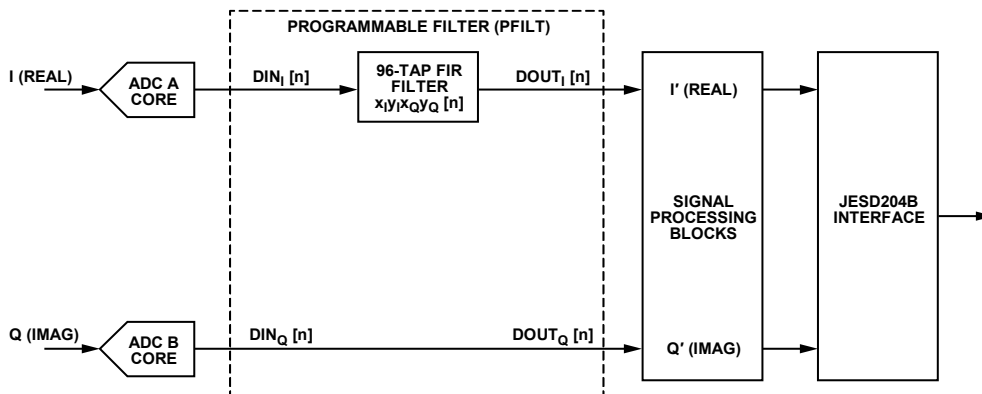 PROGRAMMABLE FILTER (PFILT)
I (REAL)
ADC A
CORE
DINI [n]
96-TAP FIR
FILTER
xIyIxQyQ [n]
DOUTI [n]
I′ (REAL)
SIGNAL
PROCESSING
BLOCKS
JESD204B
INTERFACE
Q (IMAG)
ADC B
CORE
DINQ [n]
DOUTQ [n]
Q′ (IMAG)